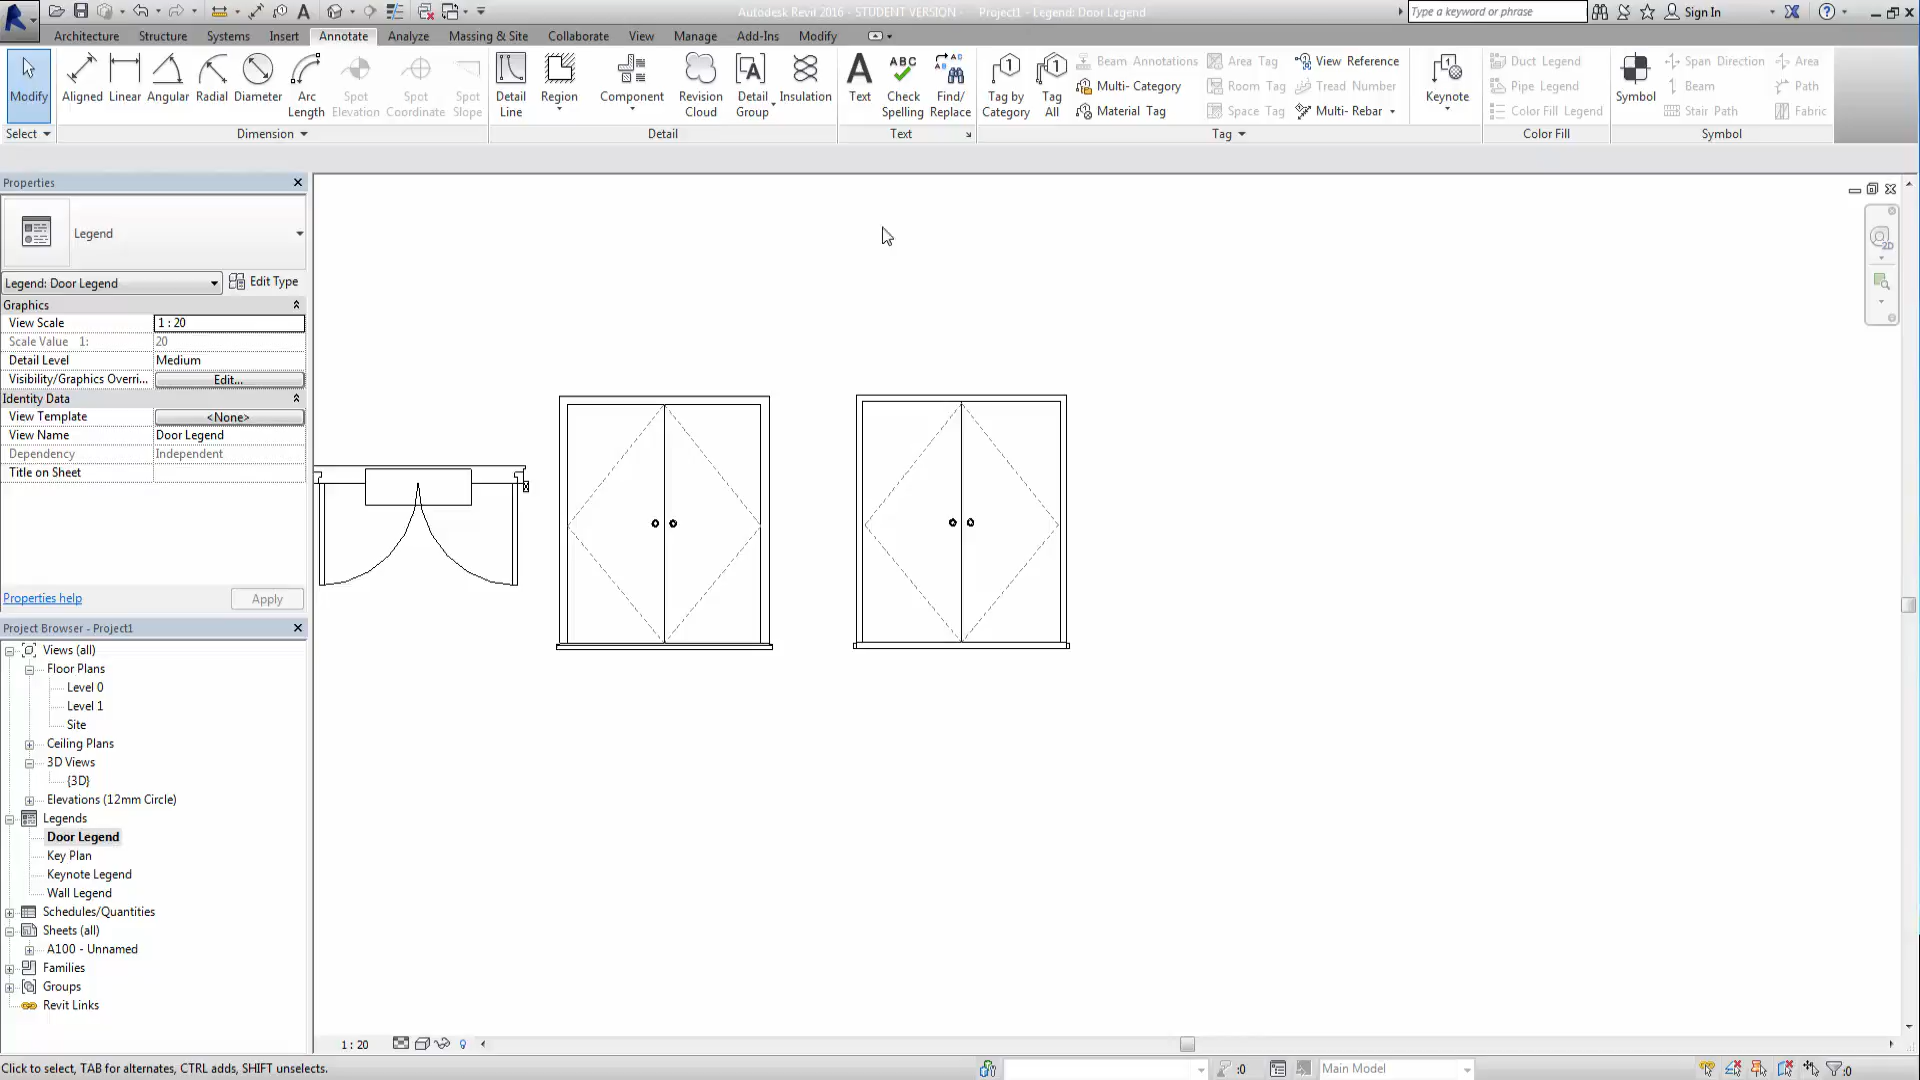 Autodesk Revit 2016 - STUDENT VERSION - Project1 - Legend: Door Legend
Type a keyword or phrase
Sign In
Architecture Structure Systems Insert Annotate Analyze Massing & Site Collaborate View Manage Add-Ins Modify
Modify
Aligned
Linear
Angular
Radial
Diameter
Arc Length
Spot Elevation
Spot Coordinate
Spot Slope
Detail Line
Region
Component
Revision Cloud
Detail Group
Insulation
Text
ABC
Check Spelling
Find/ Replace
Tag by Category
Tag All
Beam Annotations
Multi- Category
Material Tag
Area Tag
Room Tag
Space Tag
View Reference
Tread Number
Multi- Rebar
Keynote
Duct Legend
Pipe Legend
Color Fill Legend
Symbol
Span Direction
Beam
Stair Path
Area
Path
Fabric
Select
Dimension
Detail
Text
Tag
Color Fill
Symbol
Properties
Legend
Legend: Door Legend
Edit Type
Graphics
View Scale 1 : 20
Scale Value 1: 20
Detail Level Medium
Visibility/Graphics Overri... Edit...
Identity Data
View Template <None>
View Name Door Legend
Dependency Independent
Title on Sheet
Properties help
Apply
Project Browser - Project1
Views (all)
Floor Plans
Level 0
Level 1
Site
Ceiling Plans
3D Views
{3D}
Elevations (12mm Circle)
Legends
Door Legend
Key Plan
Keynote Legend
Wall Legend
Schedules/Quantities
Sheets (all)
A100 - Unnamed
Families
Groups
Revit Links
2D
1 : 20
Click to select, TAB for alternates, CTRL adds, SHIFT unselects.
:0
Main Model
:0